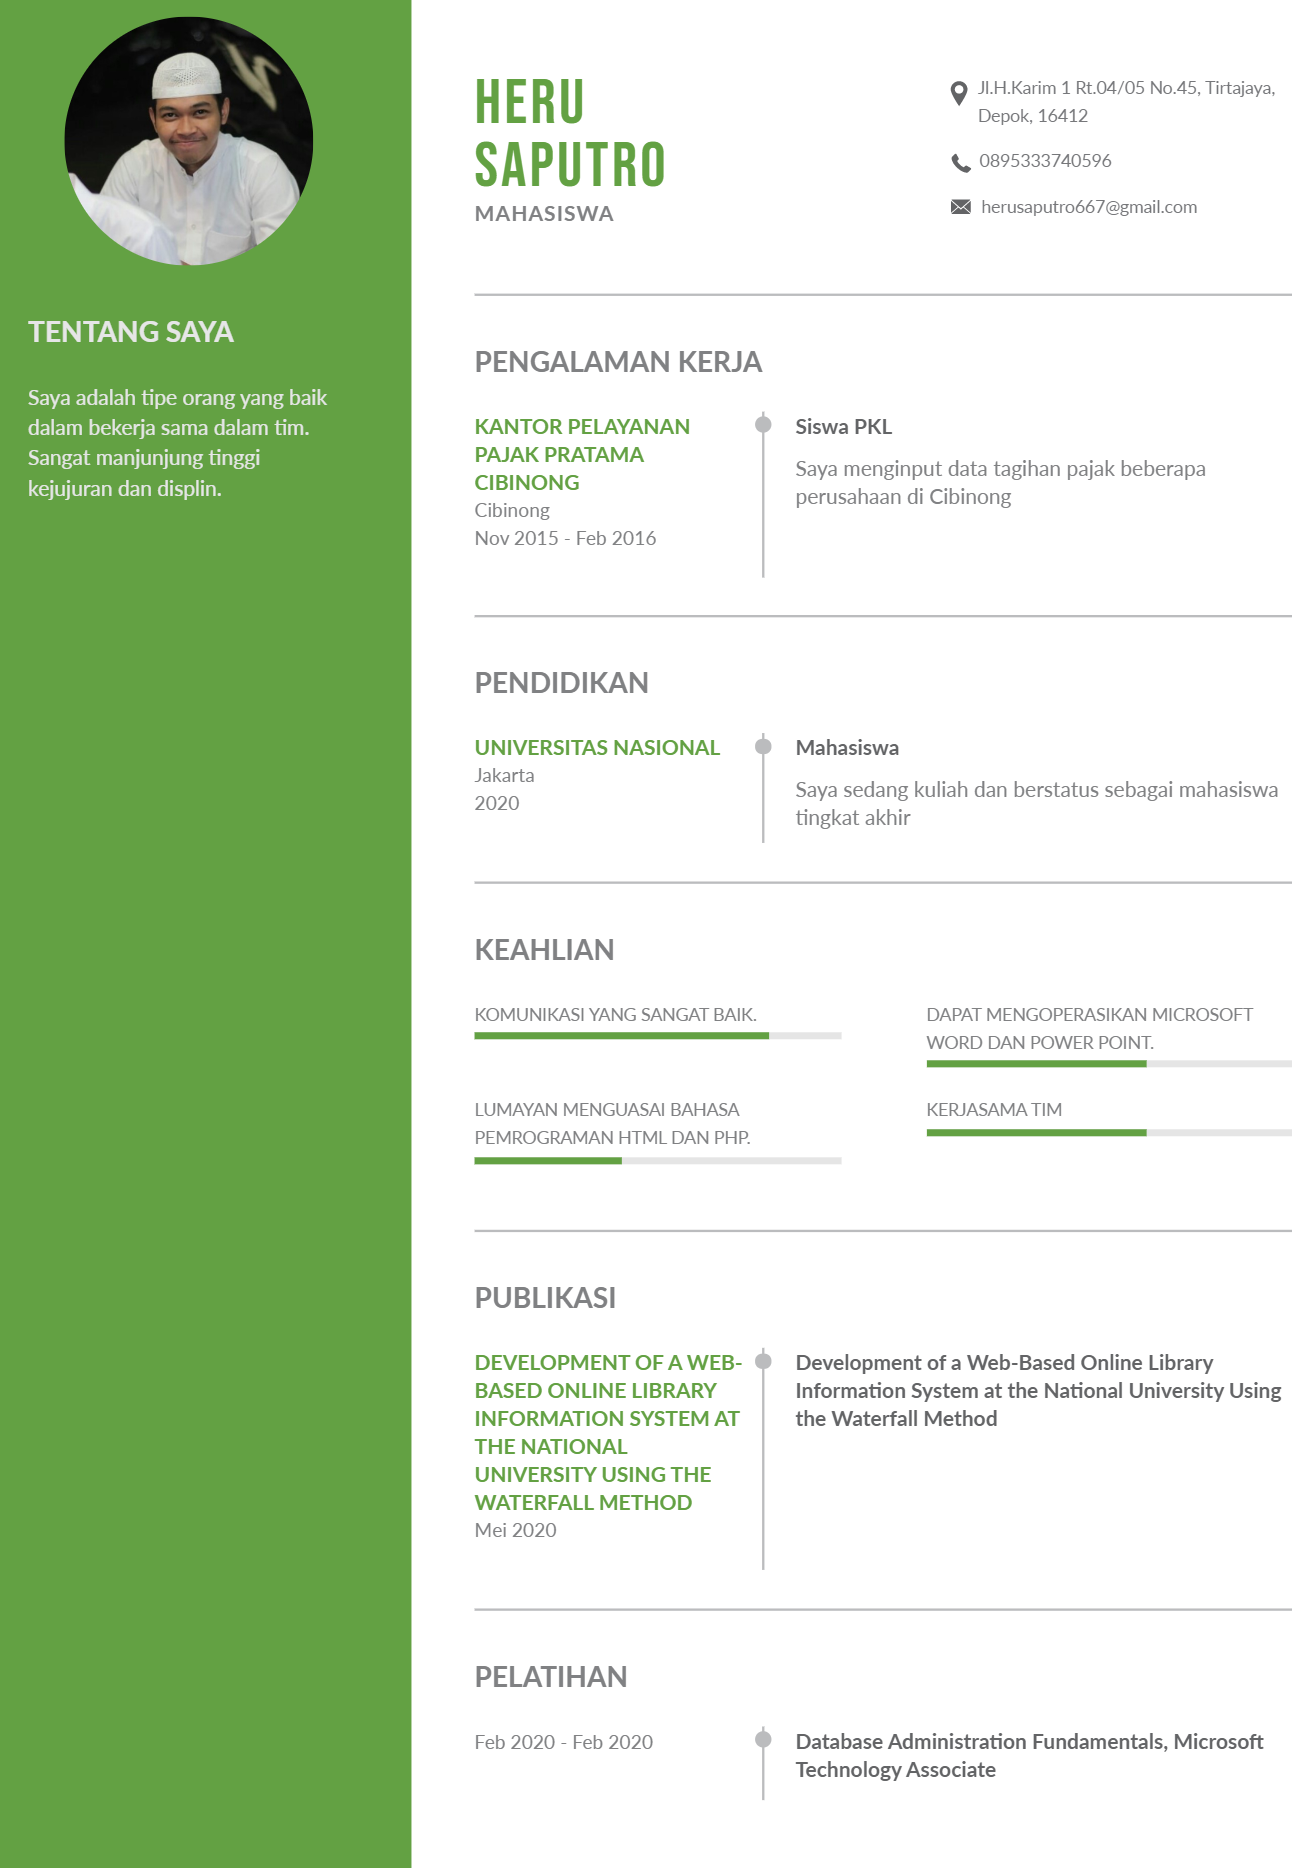 HERU
SAPUTRO
MAHASISWA
Jl.H.Karim 1 Rt.04/05 No.45, Tirtajaya,
Depok, 16412
0895333740596
herusaputro667@gmail.com
TENTANG SAYA
Saya adalah tipe orang yang baik
dalam bekerja sama dalam tim.
Sangat manjunjung tinggi
kejujuran dan displin.
PENGALAMAN KERJA
KANTOR PELAYANAN
PAJAK PRATAMA
CIBINONG
Cibinong
Nov 2015 - Feb 2016
Siswa PKL
Saya menginput data tagihan pajak beberapa
perusahaan di Cibinong
PENDIDIKAN
UNIVERSITAS NASIONAL
Jakarta
2020
Mahasiswa
Saya sedang kuliah dan berstatus sebagai mahasiswa
tingkat akhir
KEAHLIAN
KOMUNIKASI YANG SANGAT BAIK.
DAPAT MENGOPERASIKAN MICROSOFT
WORD DAN POWER POINT.
LUMAYAN MENGUASAI BAHASA
PEMROGRAMAN HTML DAN PHP.
KERJASAMA TIM
PUBLIKASI
DEVELOPMENT OF A WEB-
BASED ONLINE LIBRARY
INFORMATION SYSTEM AT
THE NATIONAL
UNIVERSITY USING THE
WATERFALL METHOD
Mei 2020
Development of a Web-Based Online Library
Information System at the National University Using
the Waterfall Method
PELATIHAN
Feb 2020 - Feb 2020
Database Administration Fundamentals, Microsoft
Technology Associate